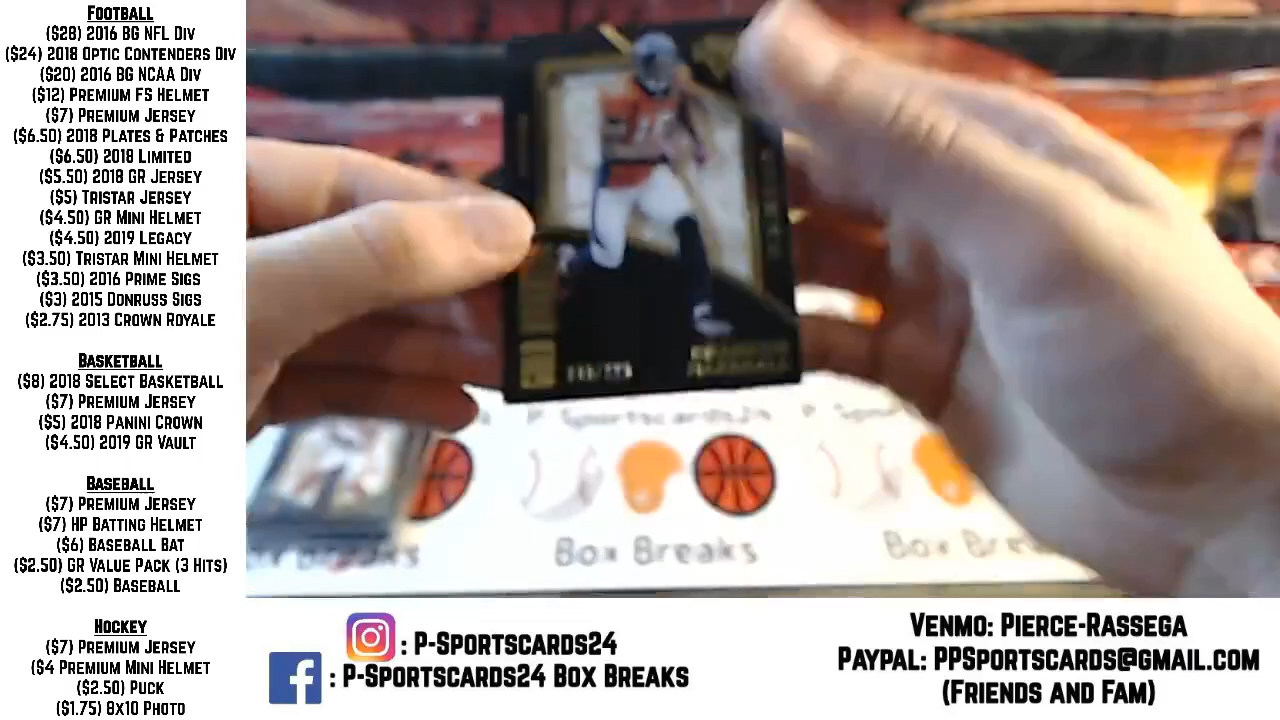 Football
($28) 2016 BG NFL Div
($24) 2018 Optic Contenders Div
($20) 2016 BG NCAA Div
($12) Premium FS Helmet
($7) Premium Jersey
($6.50) 2018 Plates & Patches
($6.50) 2018 Limited
($5.50) 2018 GR Jersey
($5) Tristar Jersey
($4.50) GR Mini Helmet
($4.50) 2019 Legacy
($3.50) Tristar Mini Helmet
($3.50) 2016 Prime Sigs
($3) 2015 Donruss Sigs
($2.75) 2013 Crown Royale
Basketball
($8) 2018 Select Basketball
($7) Premium Jersey
($5) 2018 Panini Crown
($4.50) 2019 GR Vault
Baseball
($7) Premium Jersey
($7) HP Batting Helmet
($6) Baseball Bat
($2.50) GR Value Pack (3 Hits)
($2.50) Baseball
Hockey
($7) Premium Jersey
($4 Premium Mini Helmet
($2.50) Puck
($1.75) 8x10 Photo
P Sportscards24
Box Breaks
: P-Sportscards24
: P-Sportscards24 Box Breaks
Venmo: Pierce-Rassega
Paypal: PPSportscards@gmail.com
(Friends and Fam)